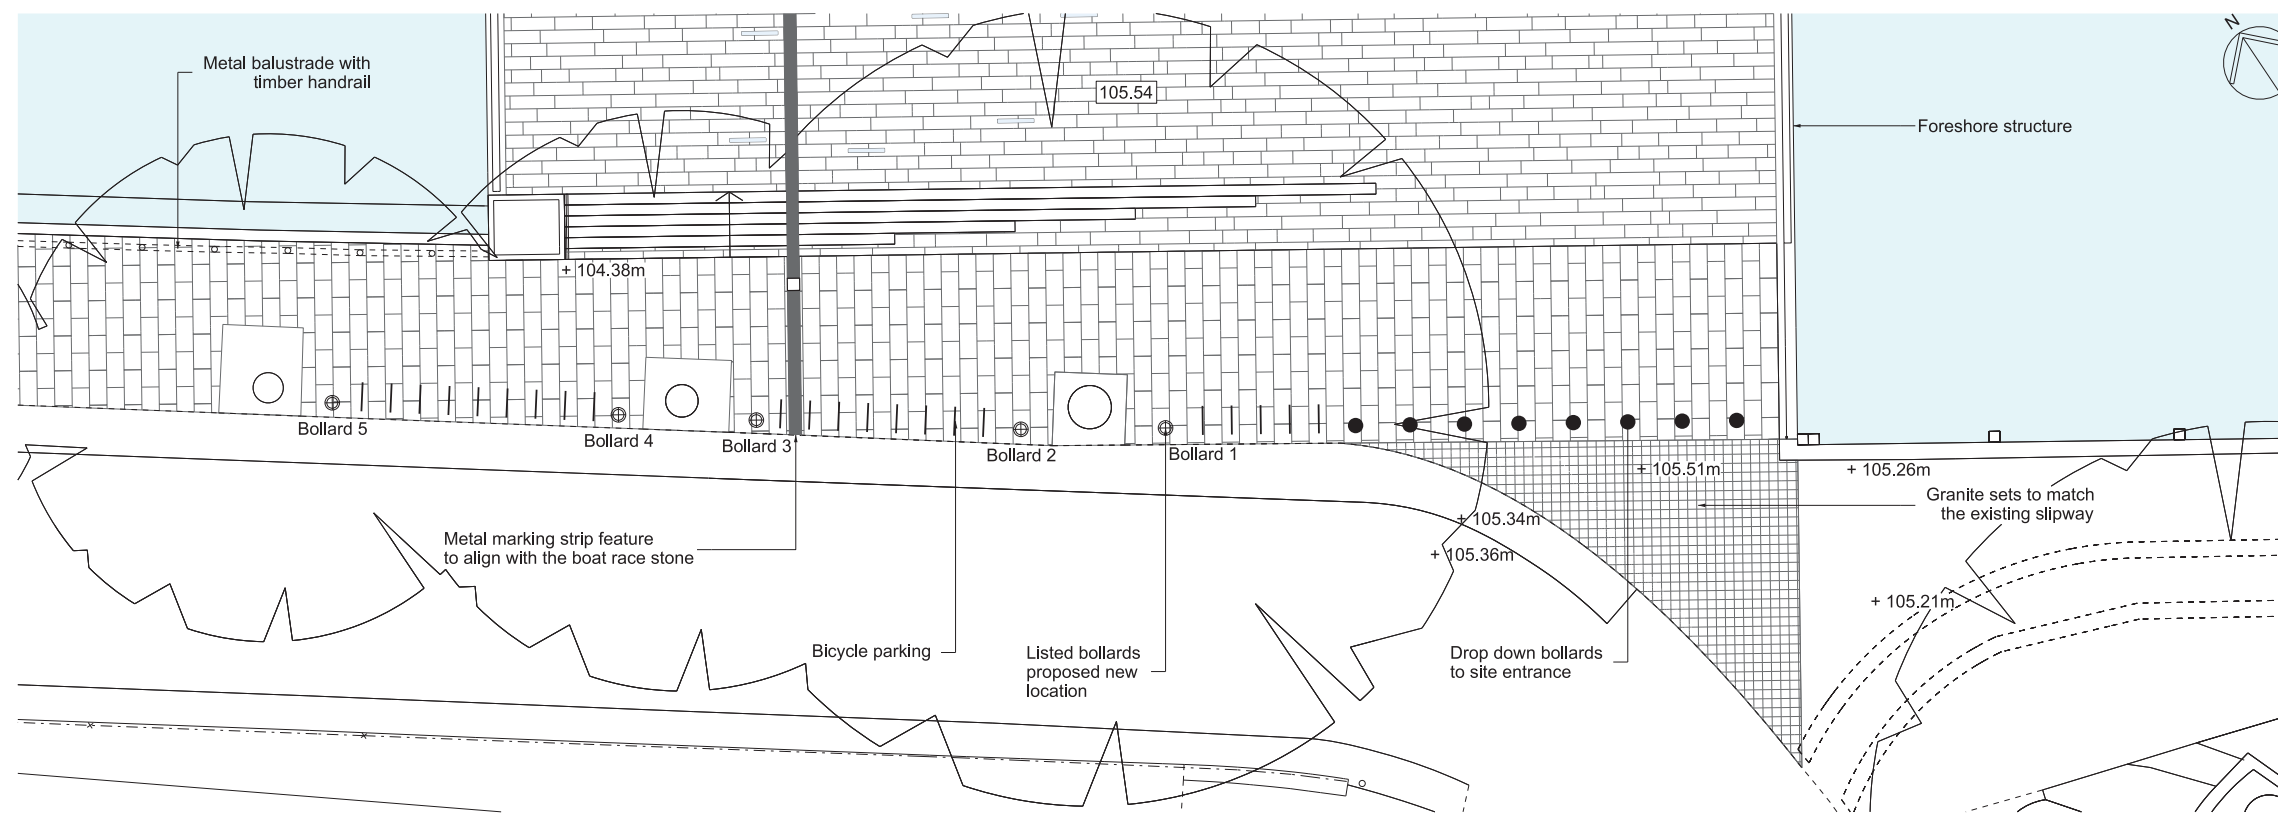 N
Metal balustrade with
timber handrail
105.54
Foreshore structure
+ 104.38m
Bollard 5
Bollard 4
Bollard 3
Bollard 2
Bollard 1
+ 105.51m
+ 105.26m
Granite sets to match
the existing slipway
+ 105.34m
+ 105.36m
Metal marking strip feature
to align with the boat race stone
+ 105.21m
Bicycle parking
Listed bollards
proposed new
location
Drop down bollards
to site entrance